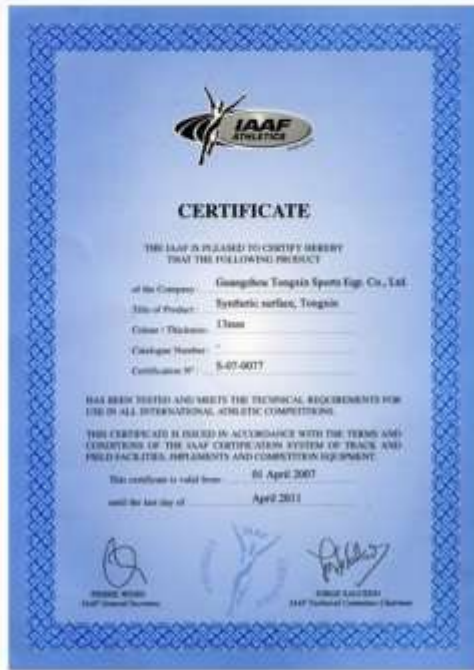 IAAF
ATHLETICS
CERTIFICATE
THE IAAF IS PLEASED TO CERTIFY HEREBY
THAT THE FOLLOWING PRODUCT
of the Company : Guangzhou Tongxin Sports Eqp. Co., Ltd.
Title of Product : Synthetic surface, Tongxin
Colour / Thickness : 13mm
Catalogue Number : -
Certification N° : S-07-0077
HAS BEEN TESTED AND MEETS THE TECHNICAL REQUIREMENTS FOR
USE IN ALL INTERNATIONAL ATHLETIC COMPETITIONS.
THIS CERTIFICATE IS ISSUED IN ACCORDANCE WITH THE TERMS AND
CONDITIONS OF THE IAAF CERTIFICATION SYSTEM OF TRACK AND
FIELD FACILITIES, IMPLEMENTS AND COMPETITION EQUIPMENT
This certificate is valid from 01 April 2007
until the last day of April 2011
PIERRE WEISS
IAAF General Secretary
JORGE SALCEDO
IAAF Technical Committee Chairman